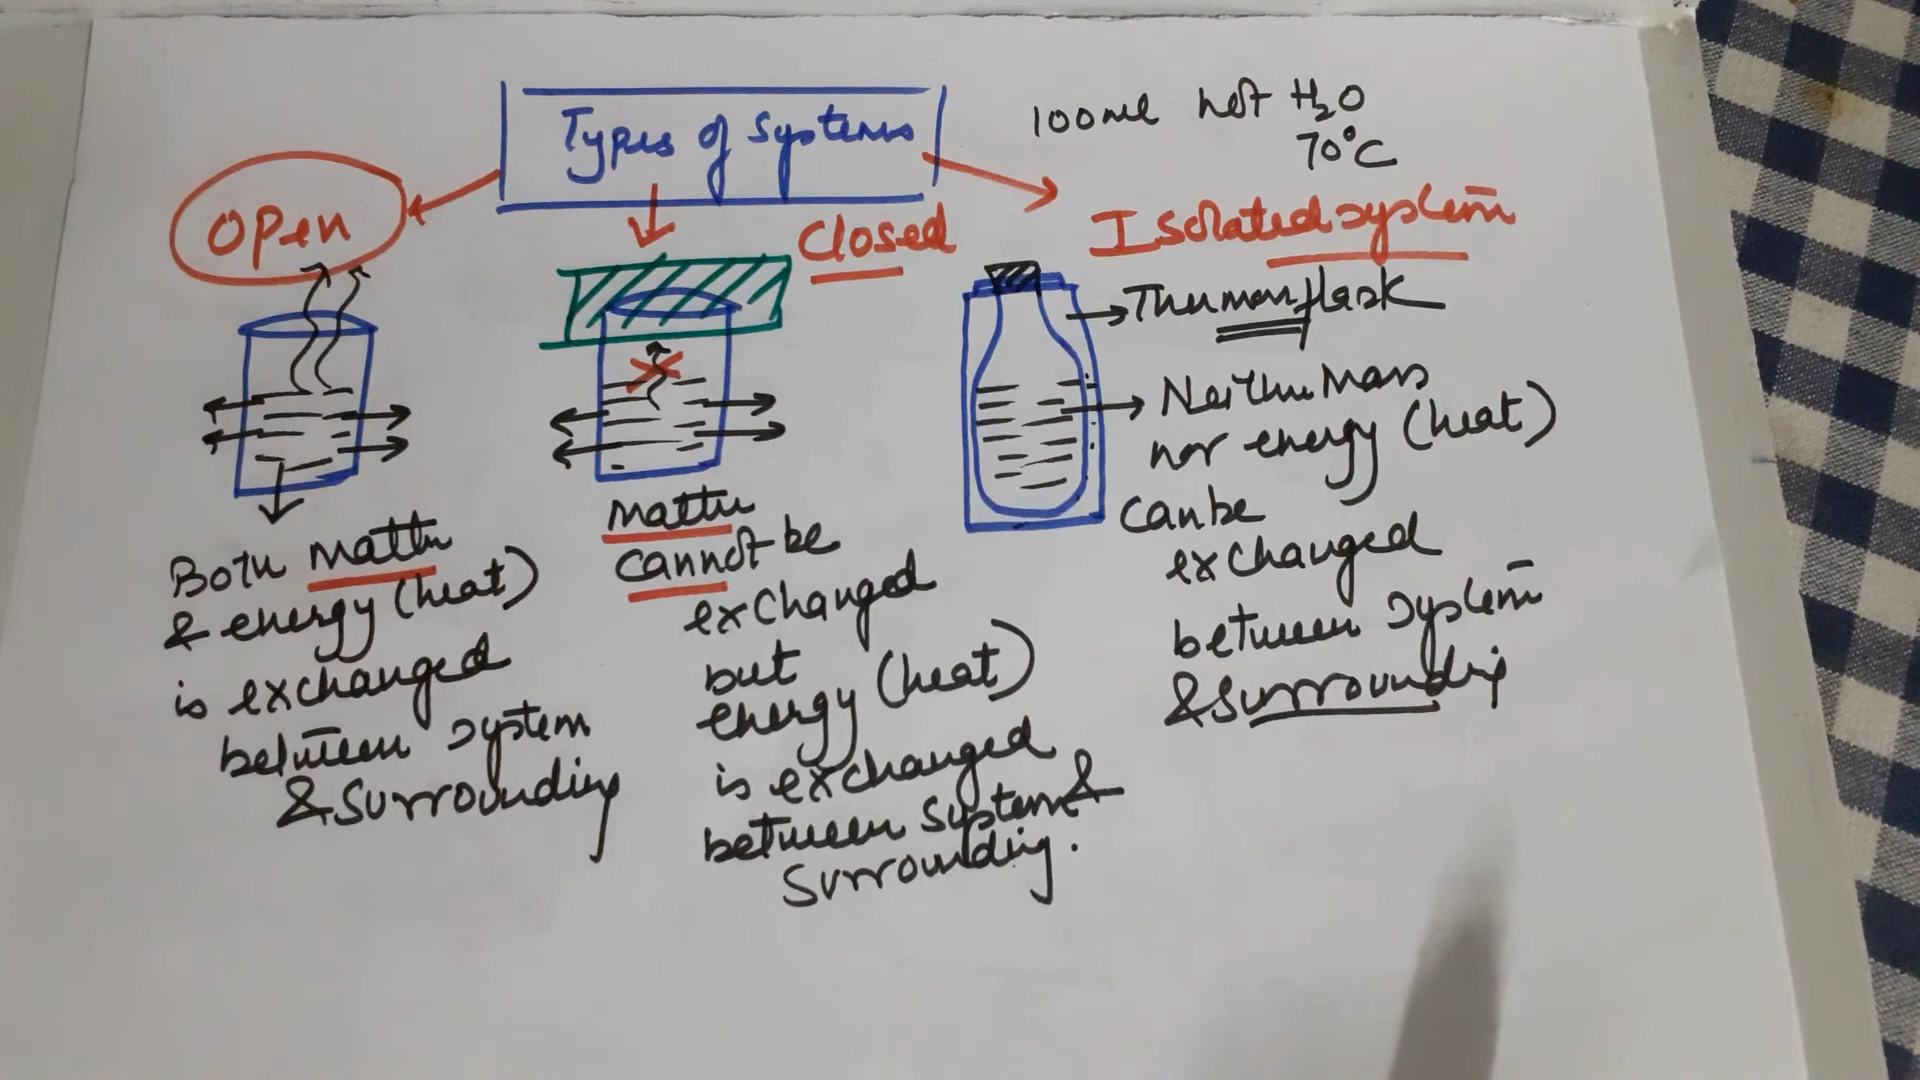 Types of Systems
100ml hot H₂O
70°C
Open
Closed
Isolated system
Thermos flask
Both matter
& energy (heat)
is exchanged
between system
& surrounding
matter
cannot be
exchanged
but
energy (heat)
is exchanged
between system &
surrounding.
Neither Mass
nor energy (heat)
can be
exchanged
between system
& surrounding